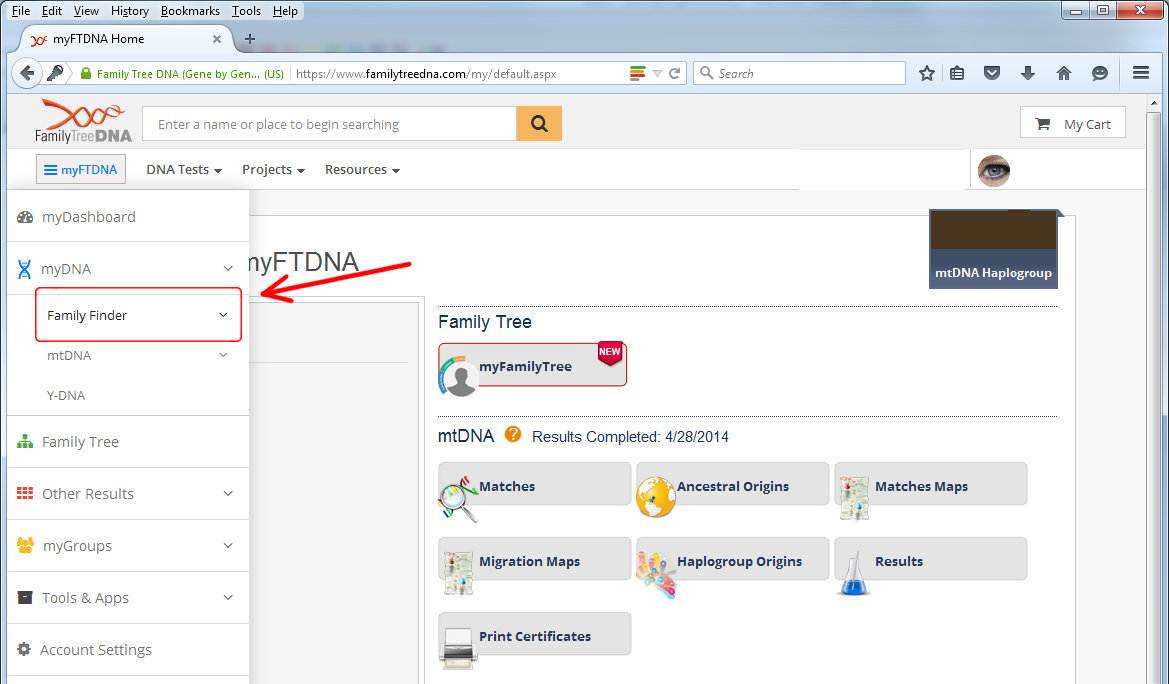 File Edit View History Bookmarks Tools Help
myFTDNA Home
Family Tree DNA (Gene by Gen... (US) https://www.familytreedna.com/my/default.aspx Search
FamilyTreeDNA Enter a name or place to begin searching My Cart
myFTDNA DNA Tests Projects Resources
myDashboard
myDNA
Family Finder
mtDNA
Y-DNA
Family Tree
Other Results
myGroups
Tools & Apps
Account Settings
myFTDNA
mtDNA Haplogroup
Family Tree
myFamilyTree NEW
mtDNA ? Results Completed: 4/28/2014
Matches Ancestral Origins Matches Maps
Migration Maps Haplogroup Origins Results
Print Certificates